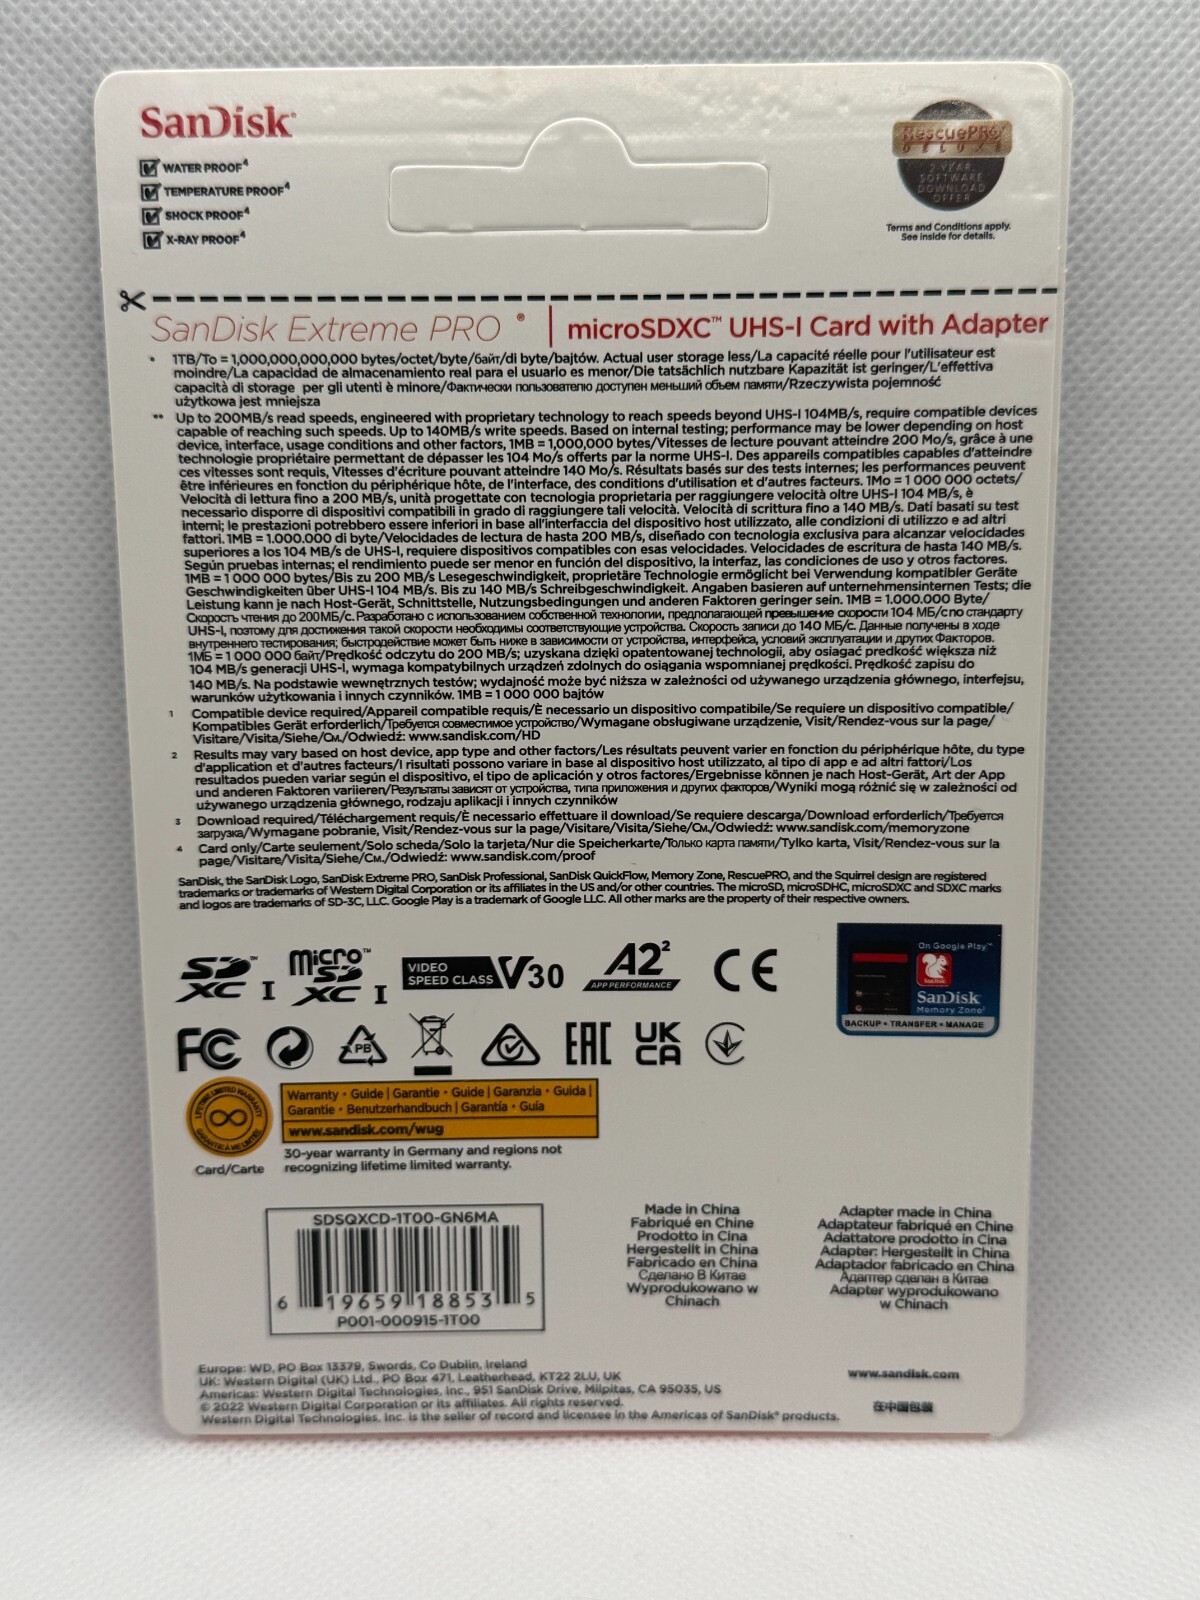 SanDisk®
WATER PROOF⁴
TEMPERATURE PROOF⁴
SHOCK PROOF⁴
X-RAY PROOF⁴
RescuePRO®
DELUXE
2-YEAR
SOFTWARE
DOWNLOAD
OFFER
Terms and Conditions apply.
See inside for details.
SanDisk Extreme PRO® | microSDXC™ UHS-I Card with Adapter
* 1TB/To = 1,000,000,000,000 bytes/octet/byte/байт/di byte/bajtów. Actual user storage less/La capacité réelle pour l'utilisateur est
moindre/La capacidad de almacenamiento real para el usuario es menor/Die tatsächlich nutzbare Kapazität ist geringer/L'effettiva
capacità di storage per gli utenti è minore/Фактически пользователю доступен меньший объем памяти/Rzeczywista pojemność
użytkowa jest mniejsza
** Up to 200MB/s read speeds, engineered with proprietary technology to reach speeds beyond UHS-I 104MB/s, require compatible devices
capable of reaching such speeds. Up to 140MB/s write speeds. Based on internal testing; performance may be lower depending on host
device, interface, usage conditions and other factors, 1MB = 1,000,000 bytes/Vitesses de lecture pouvant atteindre 200 Mo/s, grâce à une
technologie propriétaire permettant de dépasser les 104 Mo/s offerts par la norme UHS-I. Des appareils compatibles capables d'atteindre
ces vitesses sont requis, Vitesses d'écriture pouvant atteindre 140 Mo/s. Résultats basés sur des tests internes; les performances peuvent
être inférieures en fonction du périphérique hôte, de l'interface, des conditions d'utilisation et d'autres facteurs. 1Mo = 1 000 000 octets/
Velocità di lettura fino a 200 MB/s, unità progettate con tecnologia proprietaria per raggiungere velocità oltre UHS-I 104 MB/s, è
necessario disporre di dispositivi compatibili in grado di raggiungere tali velocità. Velocità di scrittura fino a 140 MB/s. Dati basati su test
interni; le prestazioni potrebbero essere inferiori in base all'interfaccia del dispositivo host utilizzato, alle condizioni di utilizzo e ad altri
fattori. 1MB = 1.000.000 di byte/Velocidades de lectura de hasta 200 MB/s, diseñado con tecnología exclusiva para alcanzar velocidades
superiores a los 104 MB/s de UHS-I, requiere dispositivos compatibles con esas velocidades. Velocidades de escritura de hasta 140 MB/s.
Según pruebas internas; el rendimiento puede ser menor en función del dispositivo, la interfaz, las condiciones de uso y otros factores.
1MB = 1 000 000 bytes/Bis zu 200 MB/s Lesegeschwindigkeit, proprietäre Technologie ermöglicht bei Verwendung kompatibler Geräte
Geschwindigkeiten über UHS-I 104 MB/s. Bis zu 140 MB/s Schreibgeschwindigkeit. Angaben basieren auf unternehmensinternen Tests; die
Leistung kann je nach Host-Gerät, Schnittstelle, Nutzungsbedingungen und anderen Faktoren geringer sein. 1MB = 1.000.000 Byte/
Скорость чтения до 200МБ/с. Разработано с использованием собственной технологии, предполагающей превышение скорости 104 МБ/с по стандарту
UHS-I, поэтому для достижения такой скорости необходимы соответствующие устройства. Скорость записи до 140 МБ/с. Данные получены в ходе
внутреннего тестирования; быстродействие может быть ниже в зависимости от устройства, интерфейса, условий эксплуатации и других Факторов.
1МБ = 1 000 000 байт/Prędkość odczytu do 200 MB/s; uzyskana dzięki opatentowanej technologii, aby osiągać predkość większa niż
104 MB/s generacji UHS-I, wymaga kompatybilnych urządzeń zdolnych do osiągania wspomnianej prędkości. Prędkość zapisu do
140 MB/s. Na podstawie wewnętrznych testów; wydajność może być niższa w zależności od używanego urządzenia głównego, interfejsu,
warunków użytkowania i innych czynników. 1MB = 1 000 000 bajtów
1 Compatible device required/Appareil compatible requis/È necessario un dispositivo compatibile/Se requiere un dispositivo compatible/
Kompatibles Gerät erforderlich/Требуется совместимое устройство/Wymagane obsługiwane urządzenie, Visit/Rendez-vous sur la page/
Visitare/Visita/Siehe/См./Odwiedź: www.sandisk.com/HD
2 Results may vary based on host device, app type and other factors/Les résultats peuvent varier en fonction du périphérique hôte, du type
d'application et d'autres facteurs/I risultati possono variare in base al dispositivo host utilizzato, al tipo di app e ad altri fattori/Los
resultados pueden variar según el dispositivo, el tipo de aplicación y otros factores/Ergebnisse können je nach Host-Gerät, Art der App
und anderen Faktoren variieren/Результаты зависят от устройства, типа приложения и других факторов/Wyniki mogą różnić się w zależności od
używanego urządzenia głównego, rodzaju aplikacji i innych czynników
3 Download required/Téléchargement requis/È necessario effettuare il download/Se requiere descarga/Download erforderlich/Требуется
загрузка/Wymagane pobranie, Visit/Rendez-vous sur la page/Visitare/Visita/Siehe/См./Odwiedź: www.sandisk.com/memoryzone
4 Card only/Carte seulement/Solo scheda/Solo la tarjeta/Nur die Speicherkarte/Только карта памяти/Tylko karta, Visit/Rendez-vous sur la
page/Visitare/Visita/Siehe/См./Odwiedź: www.sandisk.com/proof
SanDisk, the SanDisk Logo, SanDisk Extreme PRO, SanDisk Professional, SanDisk QuickFlow, Memory Zone, RescuePRO, and the Squirrel design are registered
trademarks or trademarks of Western Digital Corporation or its affiliates in the US and/or other countries. The microSD, microSDHC, microSDXC and SDXC marks
and logos are trademarks of SD-3C, LLC. Google Play is a trademark of Google LLC. All other marks are the property of their respective owners.
SD XC™ I micro SD XC™ I VIDEO SPEED CLASS V30 A2² APP PERFORMANCE CE
On Google Play™
SanDisk
SanDisk®
Memory Zone³
BACKUP • TRANSFER • MANAGE
FC PB EAC UK CA
LIFETIME LIMITED WARRANTY
GARANTIE À VIE LIMITÉE
Card/Carte
Warranty • Guide | Garantie • Guide | Garanzia • Guida |
Garantie • Benutzerhandbuch | Garantía • Guía
www.sandisk.com/wug
30-year warranty in Germany and regions not
recognizing lifetime limited warranty.
SDSQXCD-1T00-GN6MA
6 19659 18853 5
P001-000915-1T00
Made in China
Fabriqué en Chine
Prodotto in Cina
Hergestellt in China
Fabricado en China
Сделано В Китае
Wyprodukowano w
Chinach
Adapter made in China
Adaptateur fabriqué en Chine
Adattatore prodotto in Cina
Adapter: Hergestellt in China
Adaptador fabricado en China
Адаптер сделан в Китае
Adapter wyprodukowano
w Chinach
Europe: WD, PO Box 13379, Swords, Co Dublin, Ireland
UK: Western Digital (UK) Ltd., PO Box 471, Leatherhead, KT22 2LU, UK
Americas: Western Digital Technologies, Inc., 951 SanDisk Drive, Milpitas, CA 95035, US
© 2022 Western Digital Corporation or its affiliates. All rights reserved.
Western Digital Technologies, Inc. is the seller of record and licensee in the Americas of SanDisk® products.
www.sandisk.com
在中国包装